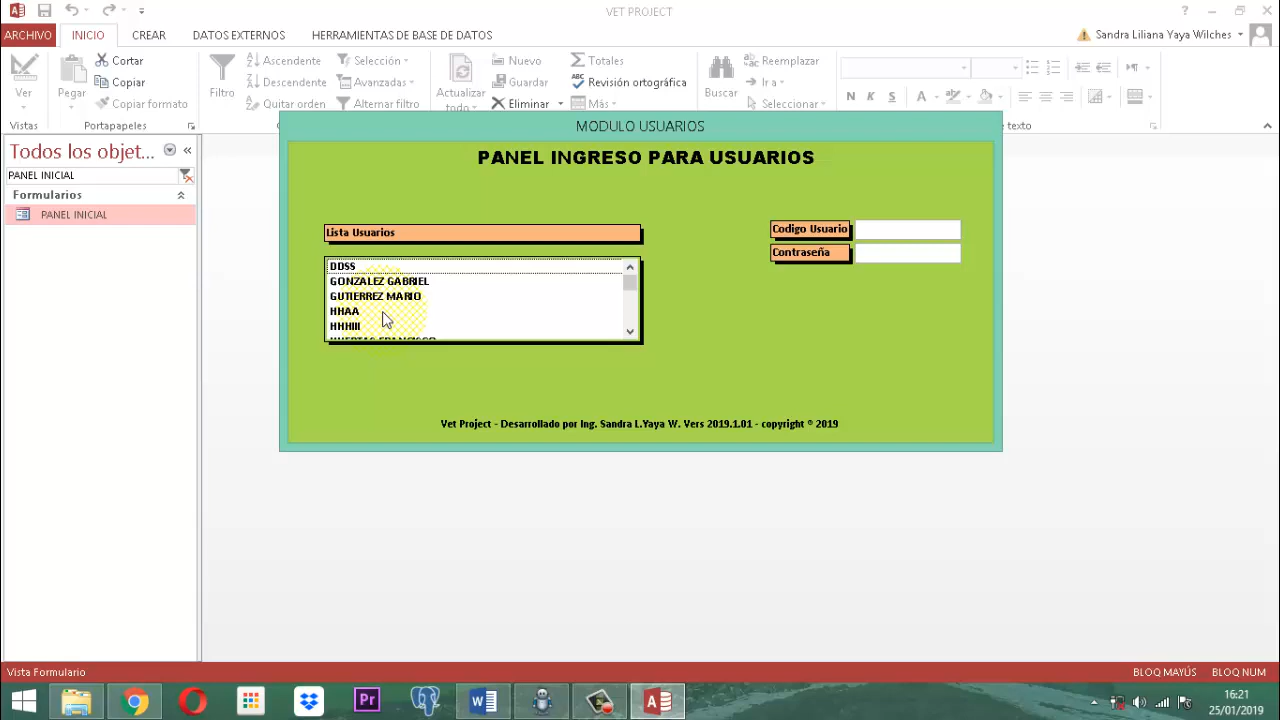 VET PROJECT
ARCHIVO INICIO CREAR DATOS EXTERNOS HERRAMIENTAS DE BASE DE DATOS Sandra Liliana Yaya Wilches
Ver
Vistas
Pegar
Cortar
Copiar
Copiar formato
Portapapeles
Filtro
Ascendente
Descendente
Quitar orden
Selección
Avanzadas
Alternar filtro
Actualizar
todo
Nuevo
Guardar
Eliminar
Totales
Revisión ortográfica
Más
Buscar
Reemplazar
Ira
Seleccionar
N K S
texto
Todos los objet...
PANEL INICIAL
Formularios
PANEL INICIAL
MODULO USUARIOS
PANEL INGRESO PARA USUARIOS
Lista Usuarios
DDSS
GONZALEZ GABRIEL
GUTIERREZ MARIO
HHAA
HHHIII
HUERTAS FRANCISCO
Codigo Usuario
Contraseña
Vet Project - Desarrollado por Ing. Sandra L.Yaya W. Vers 2019.1.01 - copyright ® 2019
Vista Formulario
BLOQ MAYÚS BLOQ NUM
16:21
25/01/2019